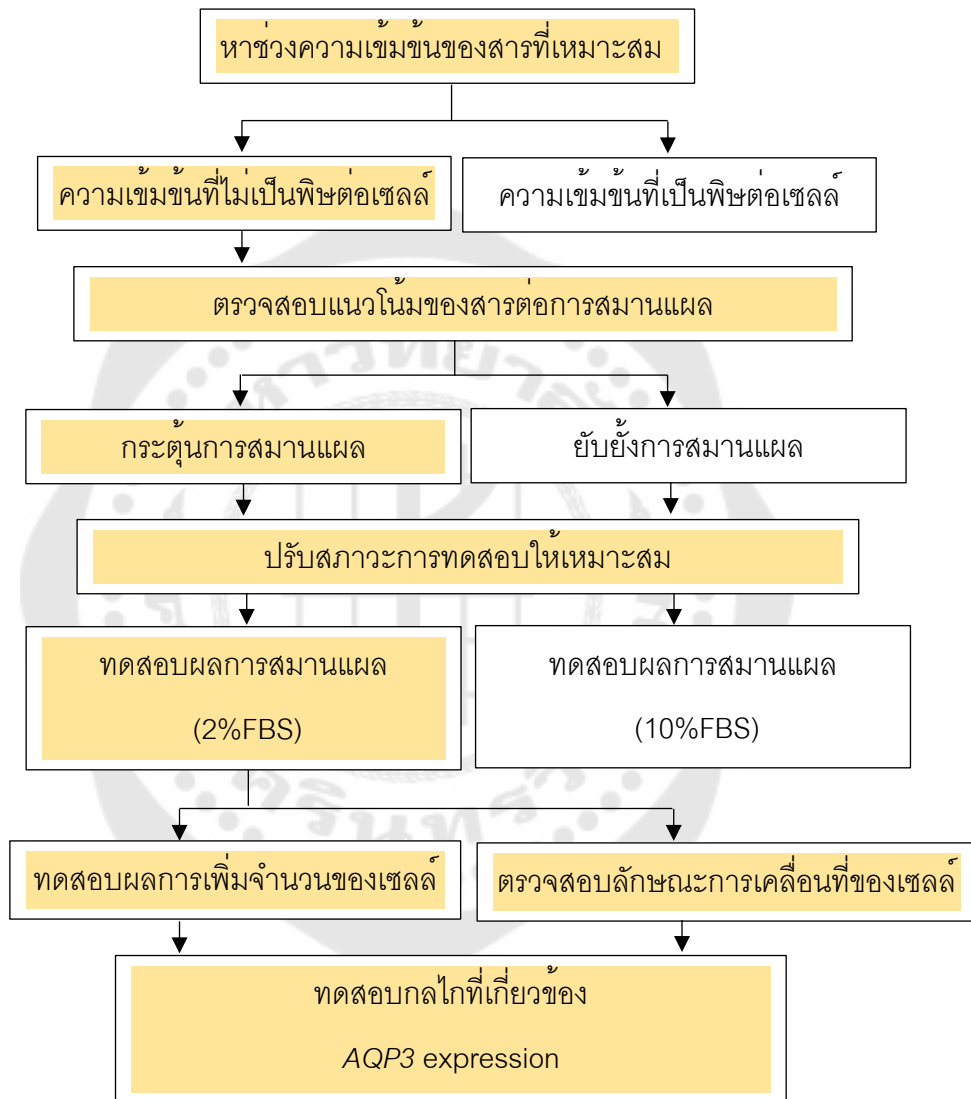 หาช่วงความเข้มข้นของสารที่เหมาะสม
ความเข้มข้นที่ไม่เป็นพิษต่อเซลล์
ความเข้มข้นที่เป็นพิษต่อเซลล์
ตรวจสอบแนวโน้มของสารต่อการสมานแผล
กระตุ้นการสมานแผล
ยับยั้งการสมานแผล
ปรับสภาวะการทดสอบให้เหมาะสม
ทดสอบผลการสมานแผล
(2%FBS)
ทดสอบผลการสมานแผล
(10%FBS)
ทดสอบผลการเพิ่มจำนวนของเซลล์
ตรวจสอบลักษณะการเคลื่อนที่ของเซลล์
ทดสอบกลไกที่เกี่ยวข้อง
AQP3 expression